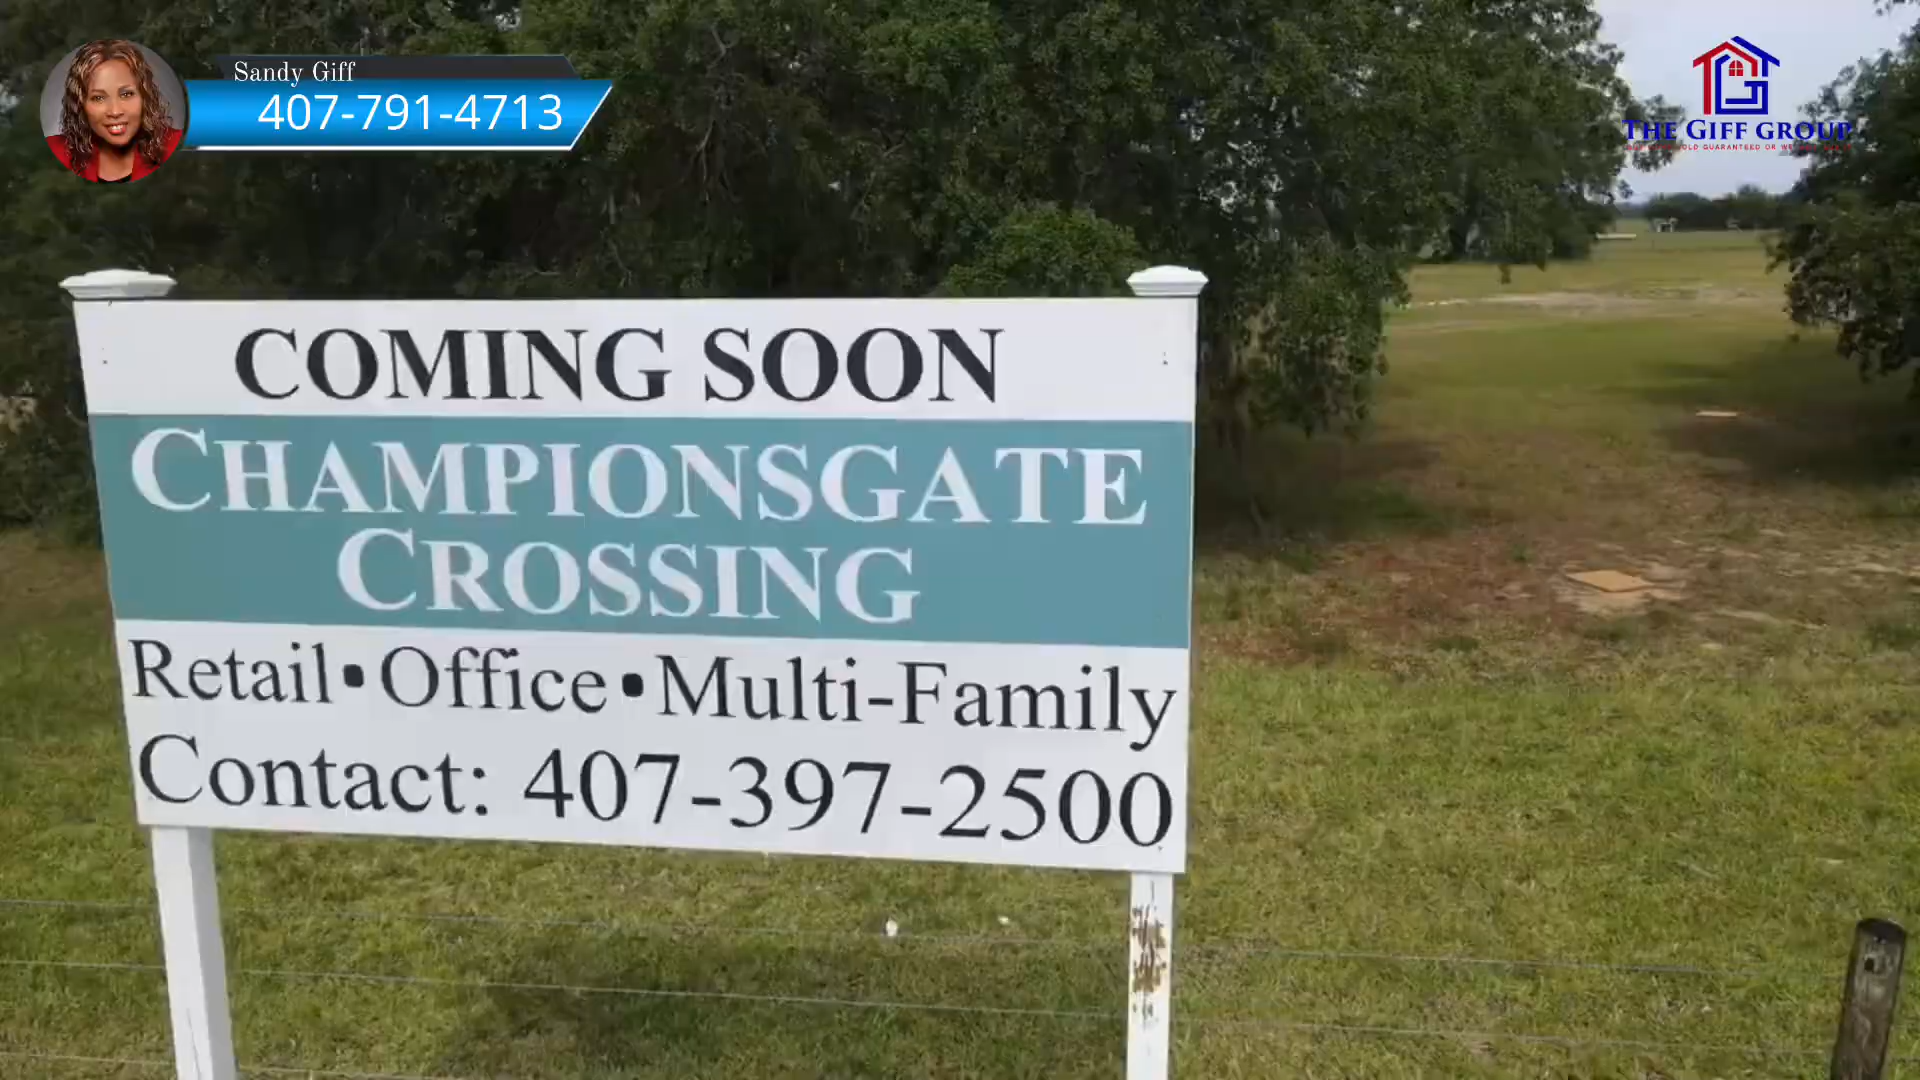 Sandy Giff
407-791-4713
THE GIFF GROUP
COMING SOON
CHAMPIONSGATE
CROSSING
Retail•Office•Multi-Family
Contact: 407-397-2500